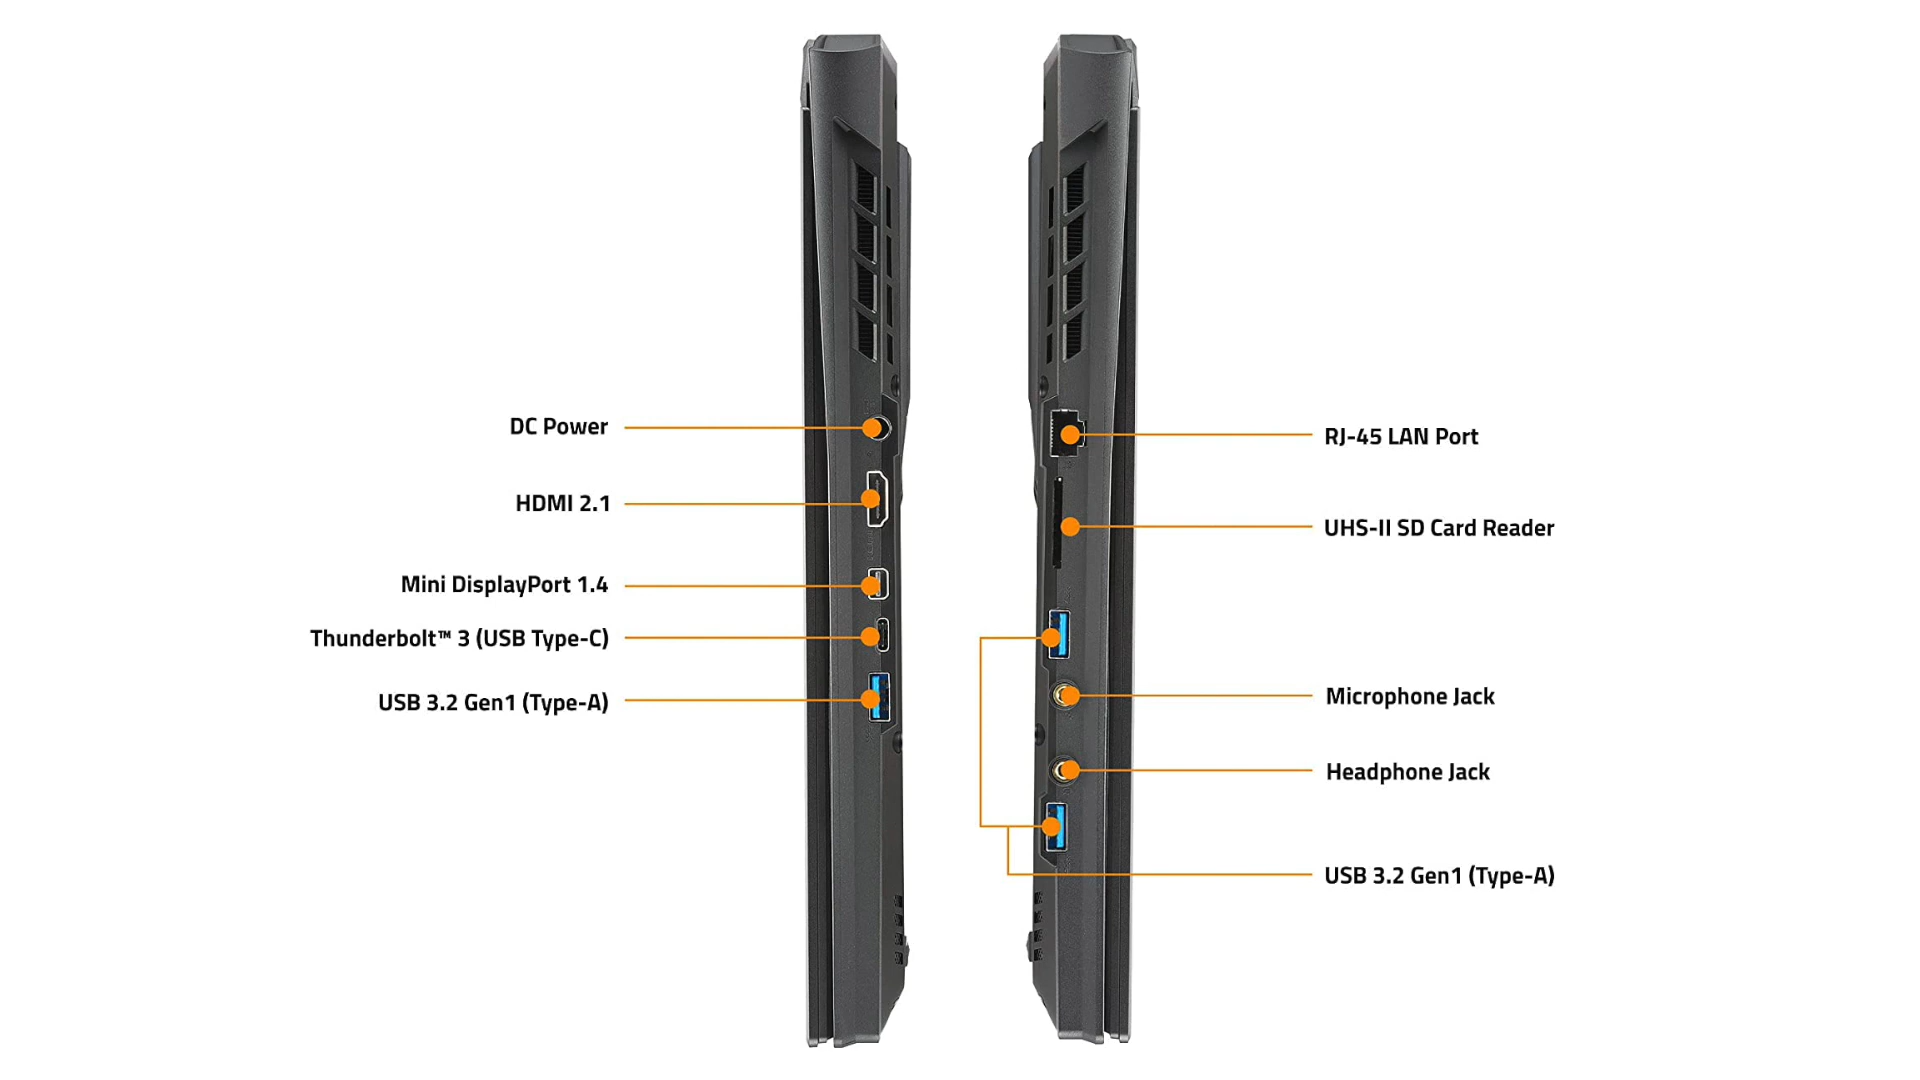 DC Power
HDMI 2.1
Mini DisplayPort 1.4
Thunderbolt™ 3 (USB Type-C)
USB 3.2 Gen1 (Type-A)
RJ-45 LAN Port
UHS-II SD Card Reader
Microphone Jack
Headphone Jack
USB 3.2 Gen1 (Type-A)